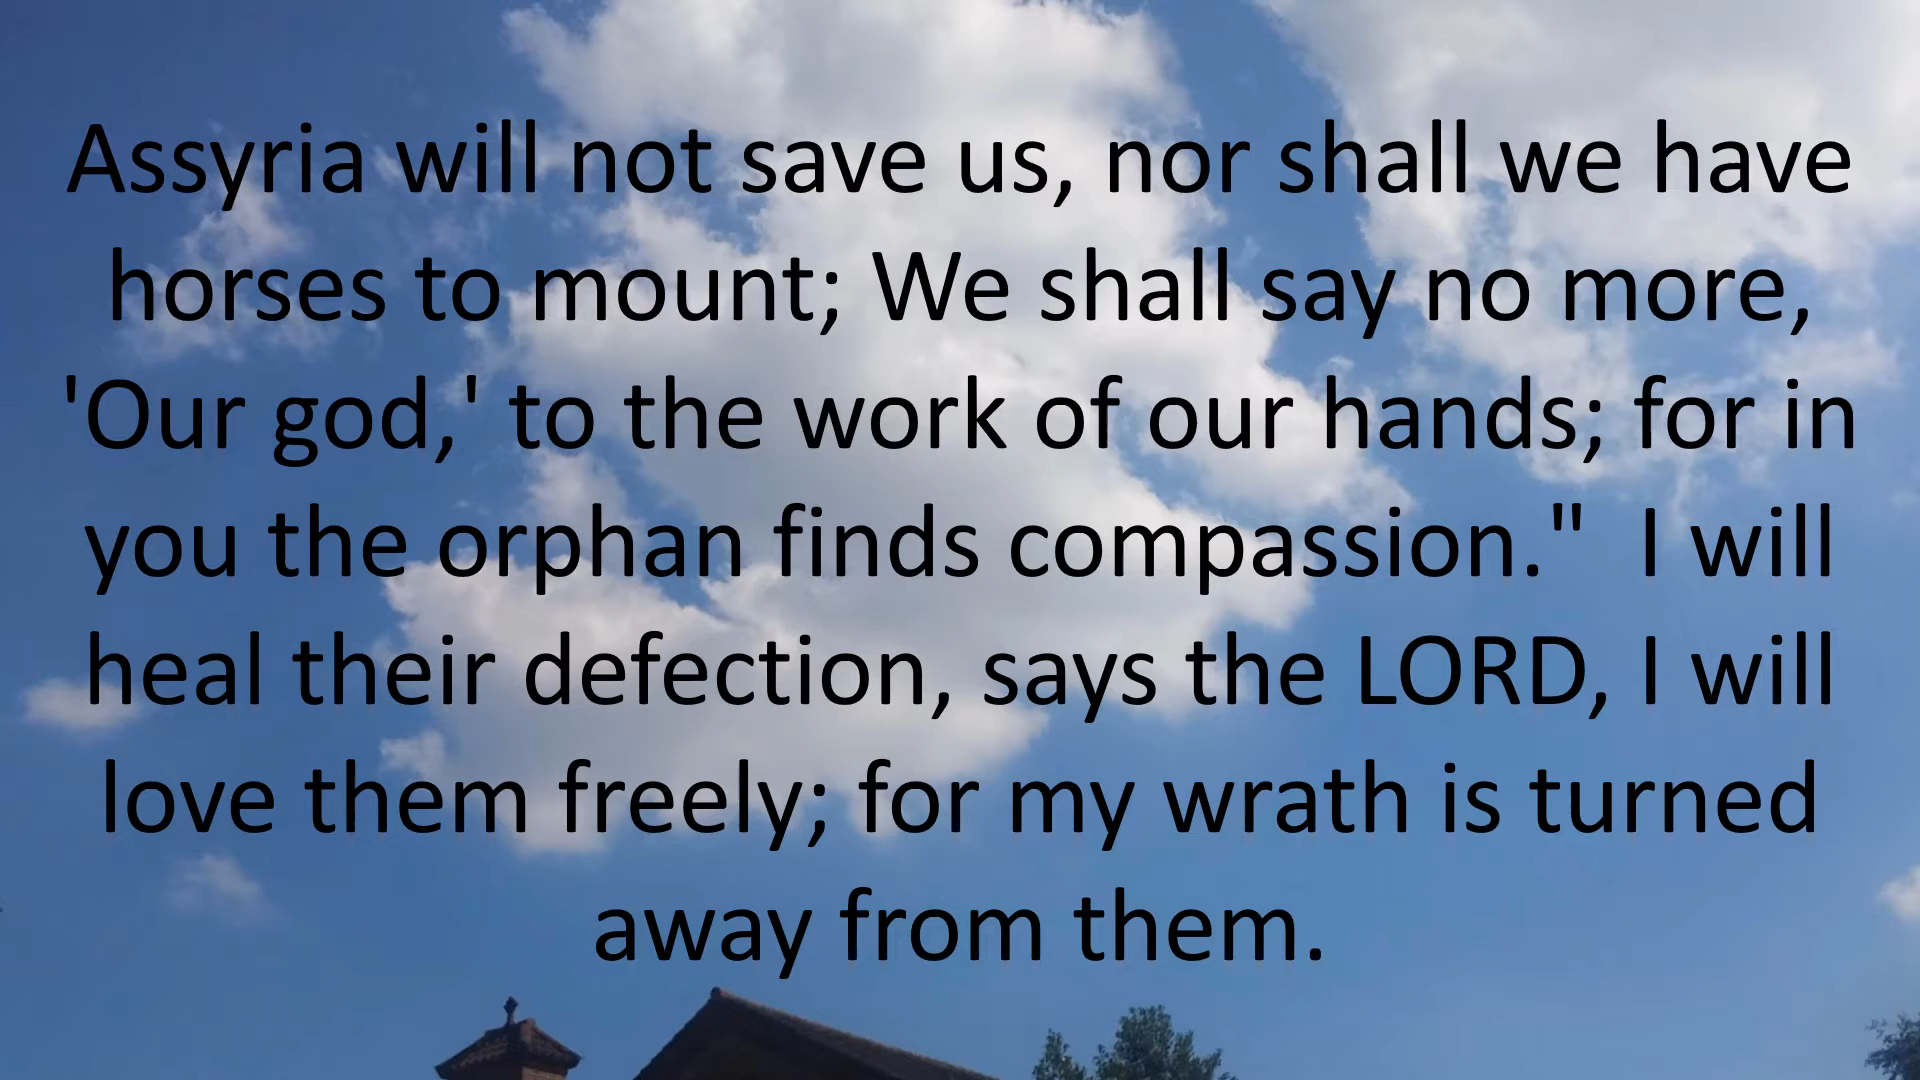 Assyria will not save us, nor shall we have
horses to mount; We shall say no more,
'Our god,' to the work of our hands; for in
you the orphan finds compassion."  I will
heal their defection, says the LORD, I will
love them freely; for my wrath is turned
away from them.